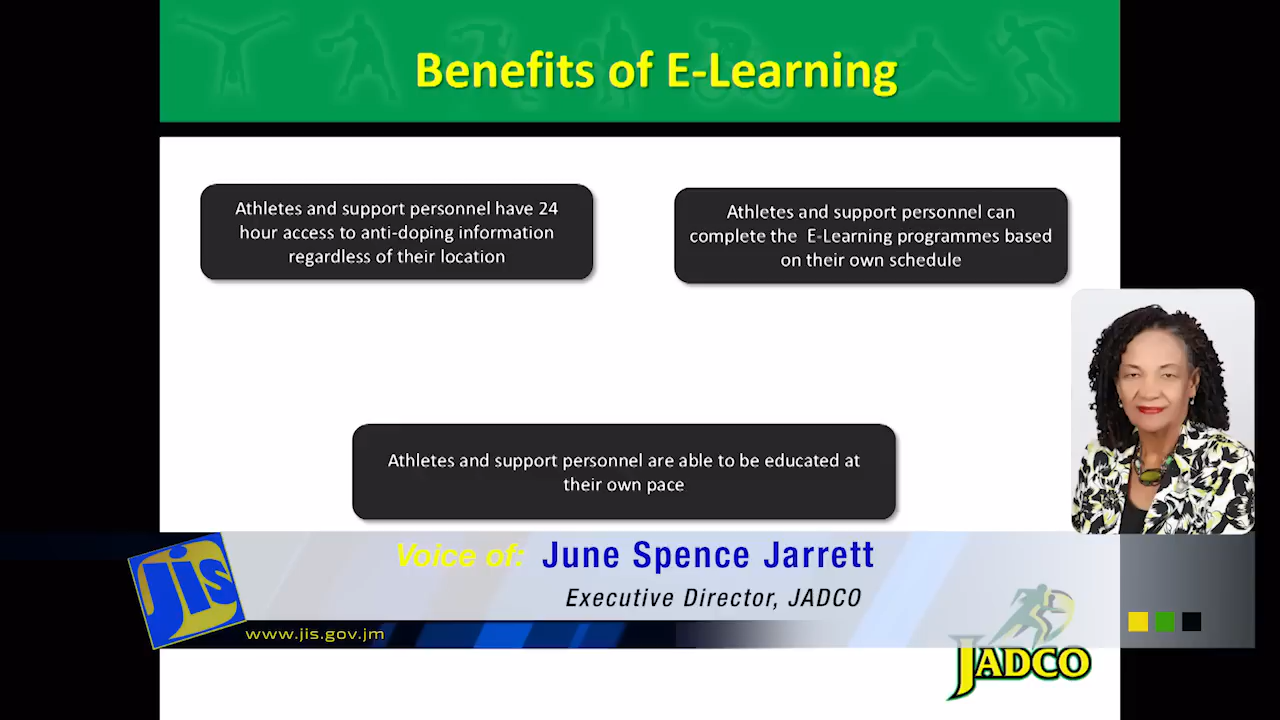 Benefits of E-Learning
Athletes and support personnel have 24
hour access to anti-doping information
regardless of their location
Athletes and support personnel can
complete the E-Learning programmes based
on their own schedule
Athletes and support personnel are able to be educated at
their own pace
Voice of: June Spence Jarrett
Executive Director, JADCO
jis
www.jis.gov.jm
JADCO